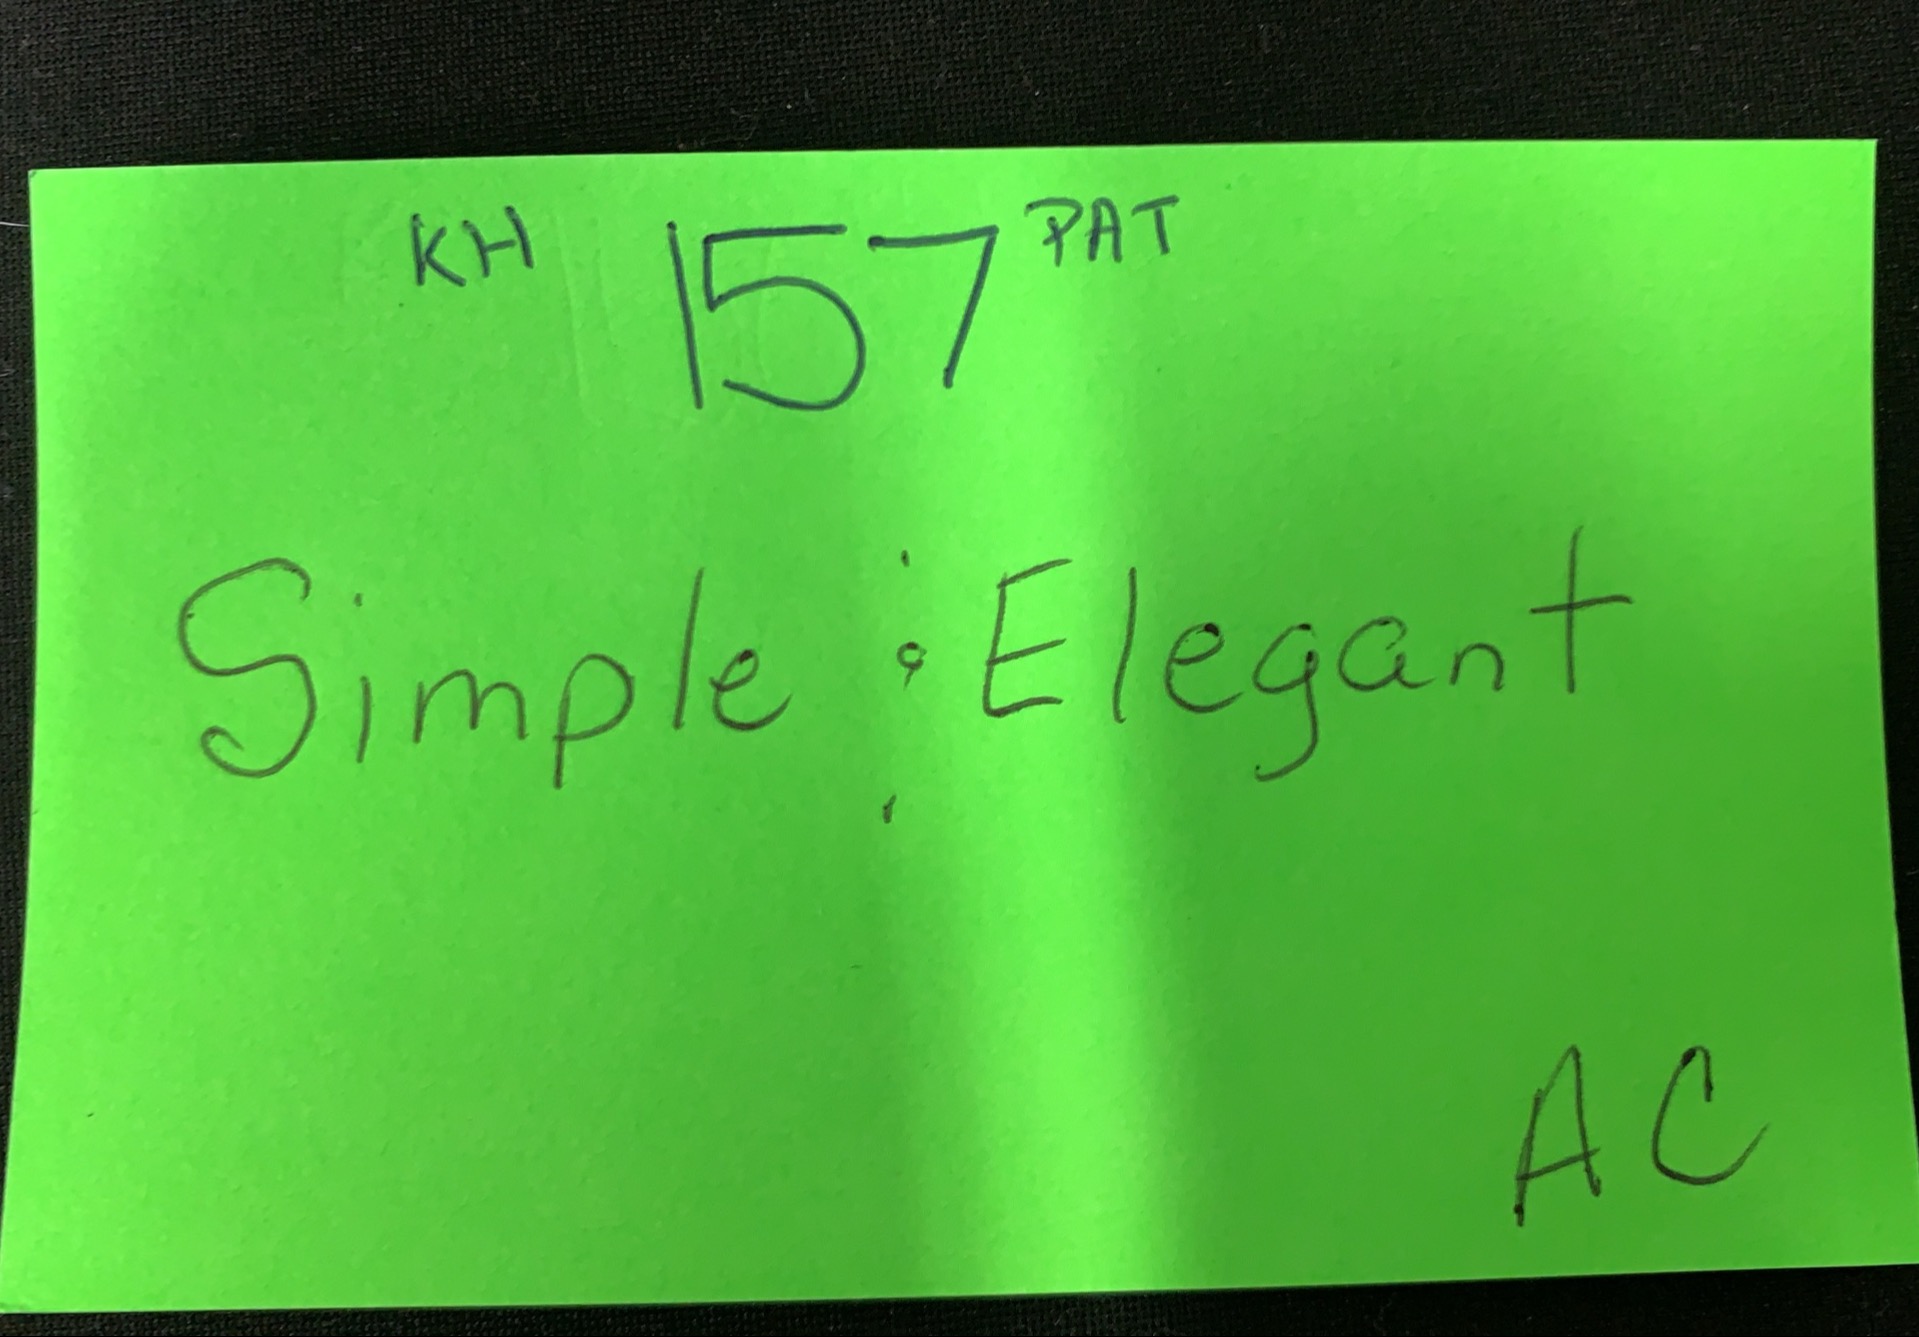 KH 157 PAT
Simple : Elegant
AC